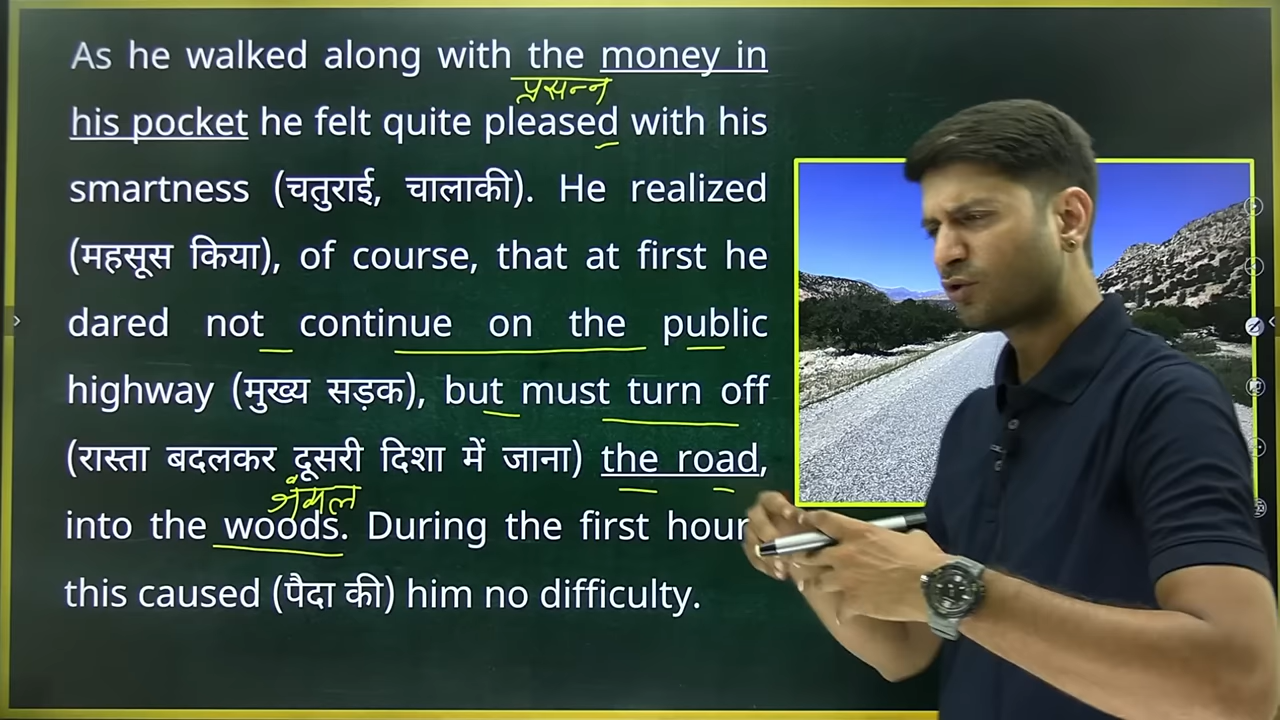 As he walked along with the money in
प्रसन्न
his pocket he felt quite pleased with his
smartness (चतुराई, चालाकी). He realized
(महसूस किया), of course, that at first he
dared not continue on the public
highway (मुख्य सड़क), but must turn off
(रास्ता बदलकर दूसरी दिशा में जाना) the road,
जंगल
into the woods. During the first hour
this caused (पैदा की) him no difficulty.